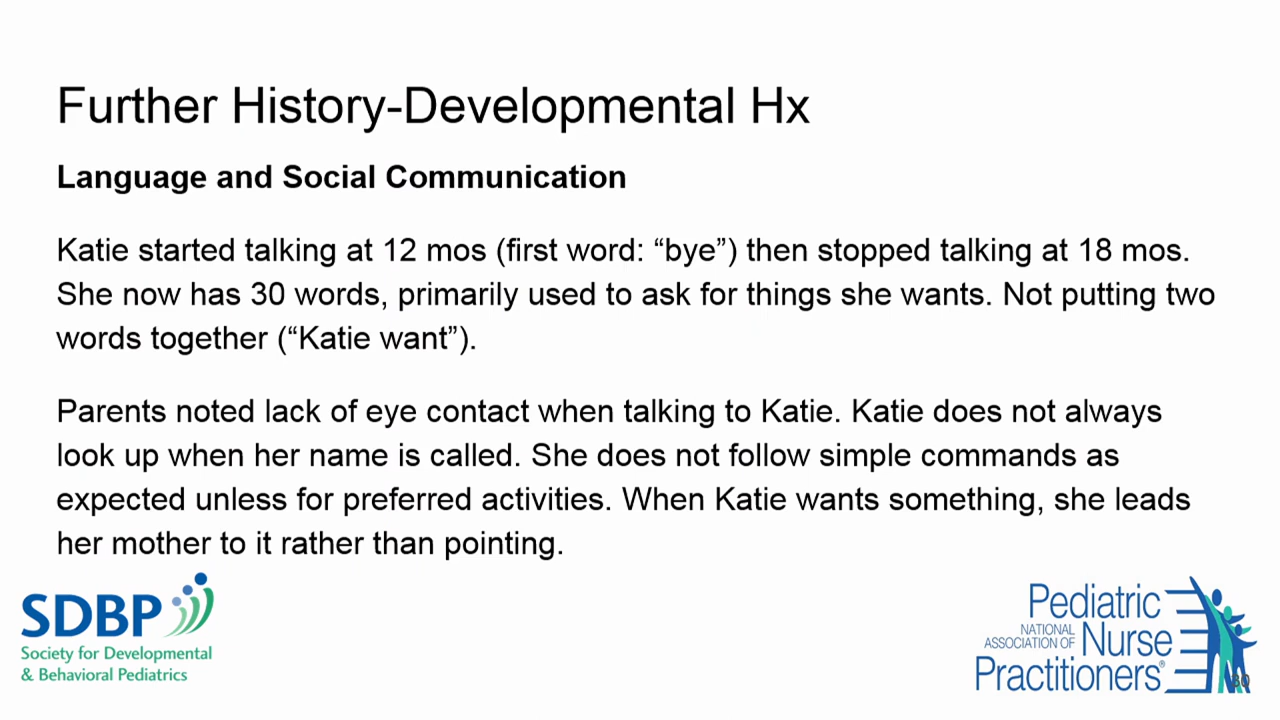 Further History-Developmental Hx
Language and Social Communication
Katie started talking at 12 mos (first word: “bye”) then stopped talking at 18 mos.
She now has 30 words, primarily used to ask for things she wants. Not putting two
words together (“Katie want”).
Parents noted lack of eye contact when talking to Katie. Katie does not always
look up when her name is called. She does not follow simple commands as
expected unless for preferred activities. When Katie wants something, she leads
her mother to it rather than pointing.
SDBP
Society for Developmental
& Behavioral Pediatrics
Pediatric
NATIONAL
ASSOCIATION OF
Nurse
Practitioners®
30